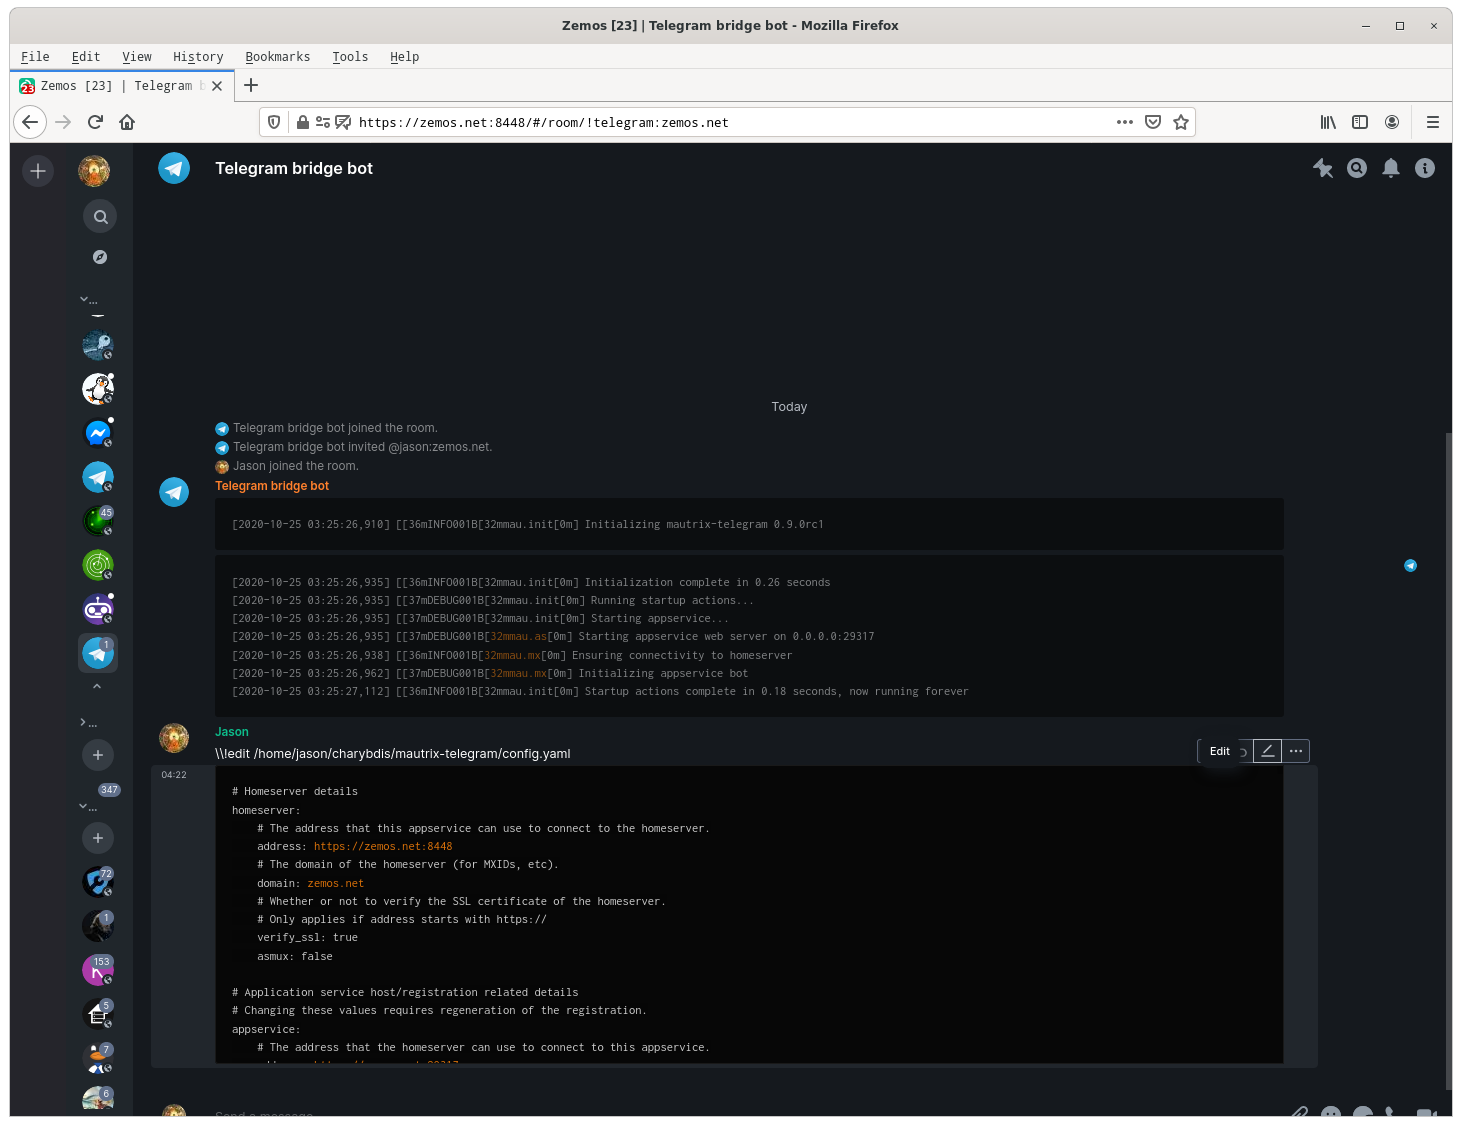 Zemos [23] | Telegram bridge bot - Mozilla Firefox
File Edit View History Bookmarks Tools Help
Zemos [23] | Telegram
https://zemos.net:8448/#/room/!telegram:zemos.net
Telegram bridge bot
Today
Telegram bridge bot joined the room.
Telegram bridge bot invited @jason:zemos.net.
Jason joined the room.
Telegram bridge bot
[2020-10-25 03:25:26,910] [[36mINFO001B[32mmau.init[0m] Initializing mautrix-telegram 0.9.0rc1
[2020-10-25 03:25:26,935] [[36mINFO001B[32mmau.init[0m] Initialization complete in 0.26 seconds
[2020-10-25 03:25:26,935] [[37mDEBUG001B[32mmau.init[0m] Running startup actions...
[2020-10-25 03:25:26,935] [[37mDEBUG001B[32mmau.init[0m] Starting appservice...
[2020-10-25 03:25:26,935] [[37mDEBUG001B[32mmau.as[0m] Starting appservice web server on 0.0.0.0:29317
[2020-10-25 03:25:26,938] [[36mINFO001B[32mmau.mx[0m] Ensuring connectivity to homeserver
[2020-10-25 03:25:26,962] [[37mDEBUG001B[32mmau.mx[0m] Initializing appservice bot
[2020-10-25 03:25:27,112] [[36mINFO001B[32mmau.init[0m] Startup actions complete in 0.18 seconds, now running forever
Jason
\\!edit /home/jason/charybdis/mautrix-telegram/config.yaml
Edit
04:22
# Homeserver details
homeserver:
# The address that this appservice can use to connect to the homeserver.
address: https://zemos.net:8448
# The domain of the homeserver (for MXIDs, etc).
domain: zemos.net
# Whether or not to verify the SSL certificate of the homeserver.
# Only applies if address starts with https://
verify_ssl: true
asmux: false
# Application service host/registration related details
# Changing these values requires regeneration of the registration.
appservice:
# The address that the homeserver can use to connect to this appservice.
Send a message
23
...
45
1
...
347
...
72
1
153
5
7
6